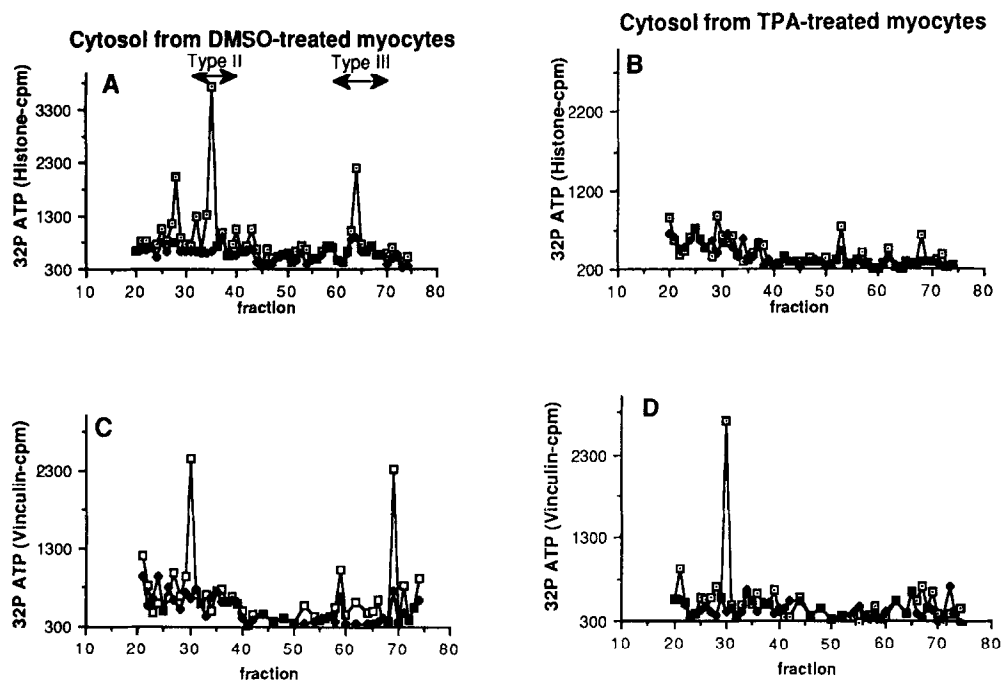 Cytosol from DMSO-treated myocytes
Cytosol from TPA-treated myocytes
A
Type II
Type III
32P ATP (Histone-cpm)
3300
2300
1300
300
10 20 30 40 50 60 70 80
fraction
B
32P ATP (Histone-cpm)
2200
1200
200
10 20 30 40 50 60 70 80
fraction
C
32P ATP (Vinculin-cpm)
2300
1300
300
10 20 30 40 50 60 70 80
fraction
D
32P ATP (Vinculin-cpm)
2300
1300
300
10 20 30 40 50 60 70 80
fraction